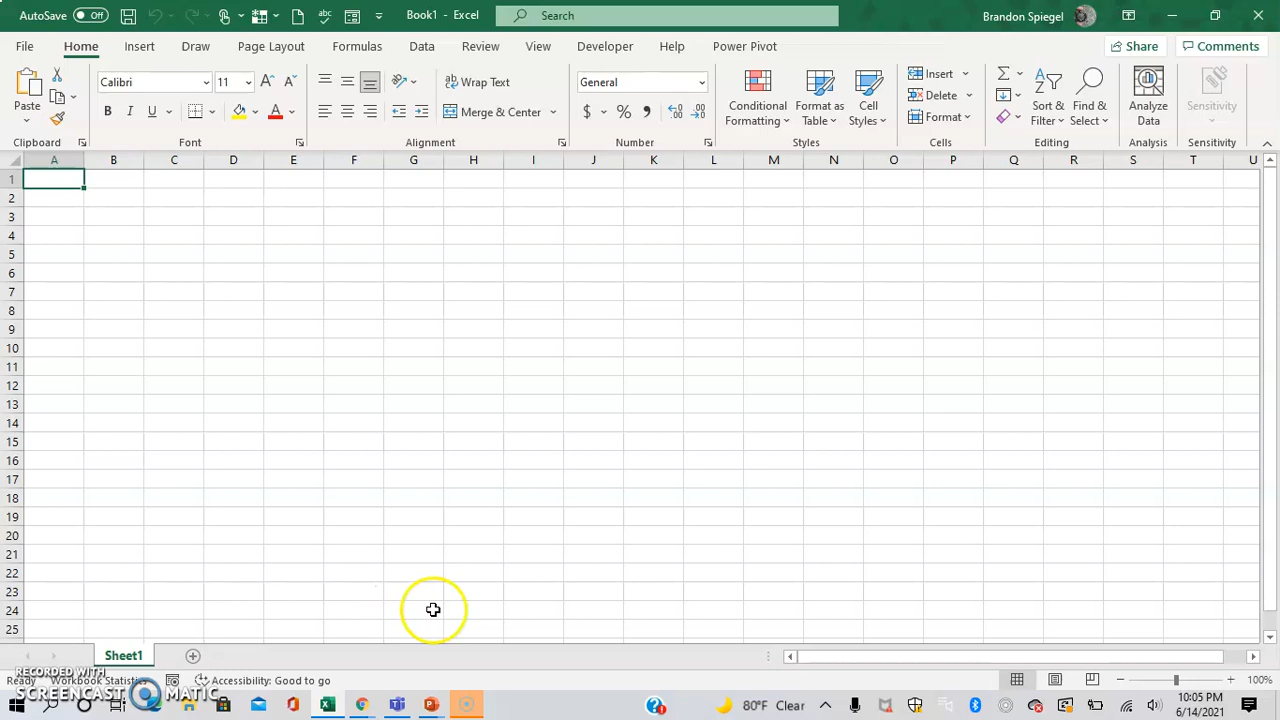 AutoSave Off Book1 - Excel Search Brandon Spiegel
File Home Insert Draw Page Layout Formulas Data Review View Developer Help Power Pivot Share Comments
Calibri 11 Wrap Text General Insert Σ
Paste B I U Merge & Center $ % Conditional Formatting Format as Table Cell Styles Delete Format Sort & Filter Find & Select Analyze Data Sensitivity
Clipboard Font Alignment Number Styles Cells Editing Analysis Sensitivity
A B C D E F G H I J K L M N O P Q R S T U
1
2
3
4
5
6
7
8
9
10
11
12
13
14
15
16
17
18
19
20
21
22
23
24
25
Sheet1
RECORDED WITH
SCREENCAST MATIC
Ready Workbook Statistics Accessibility: Good to go 100%
80°F Clear 10:05 PM
6/14/2021